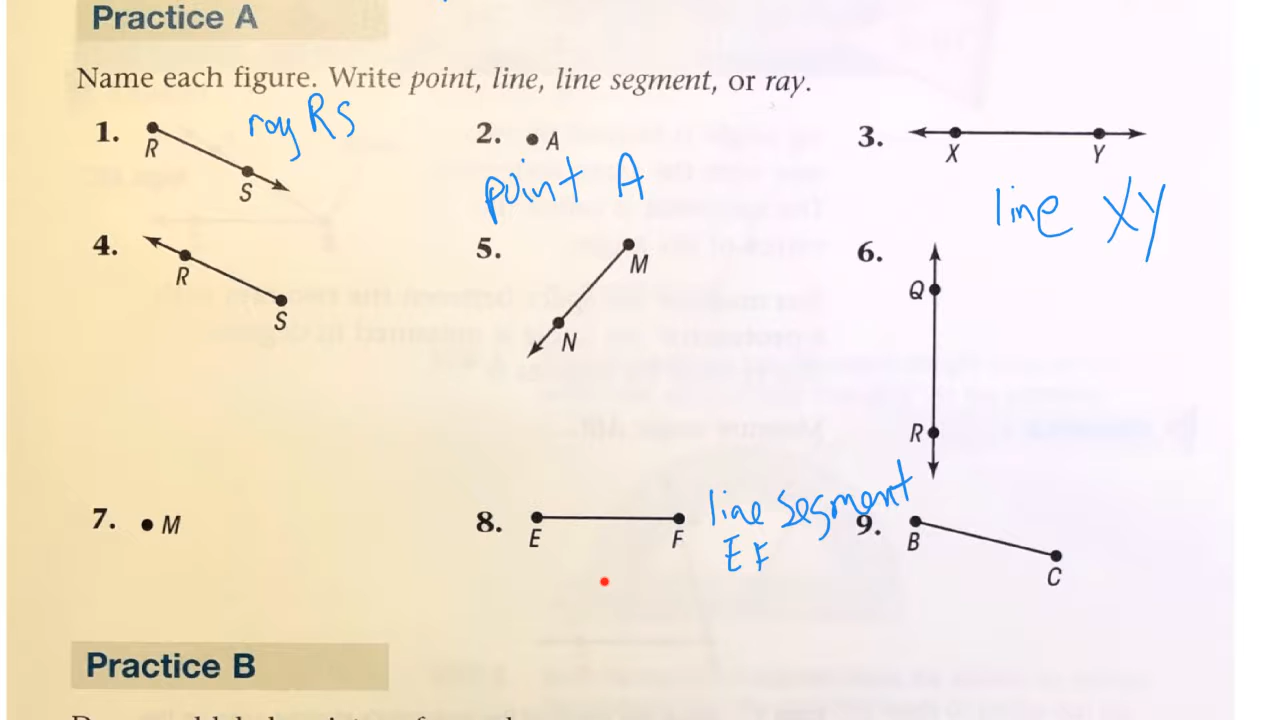 Practice A
Name each figure. Write point, line, line segment, or ray.
1. R S
ray RS
2. A
point A
3. X Y
line XY
4. R S
5. M N
6. Q R
7. M
8. E F
line segment
EF
9. B C
Practice B